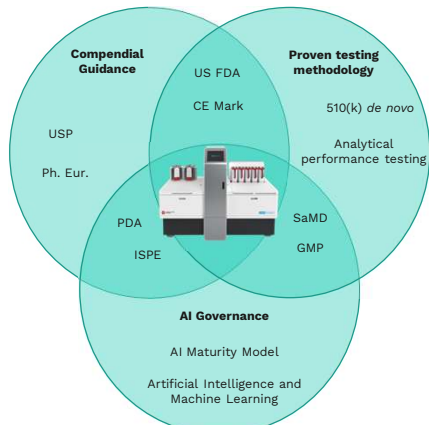 Compendial
Guidance
Proven testing
methodology
US FDA
CE Mark
510(k) de novo
Analytical
performance testing
USP
Ph. Eur.
PDA
ISPE
SaMD
GMP
AI Governance
AI Maturity Model
Artificial Intelligence and
Machine Learning